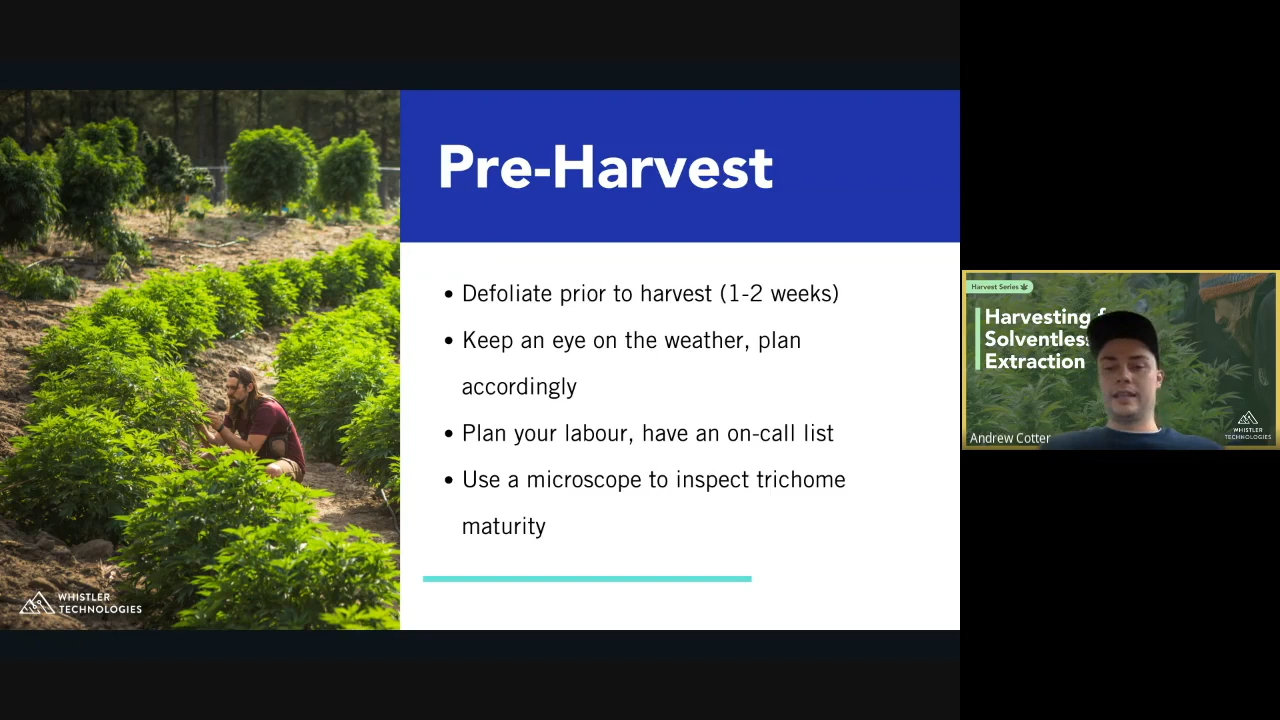 Pre-Harvest
• Defoliate prior to harvest (1-2 weeks)
• Keep an eye on the weather, plan
accordingly
• Plan your labour, have an on-call list
• Use a microscope to inspect trichome
maturity
WHISTLER
TECHNOLOGIES
Harvest Series
Harvesting
Solventless
Extraction
WHISTLER
TECHNOLOGIES
Andrew Cotter